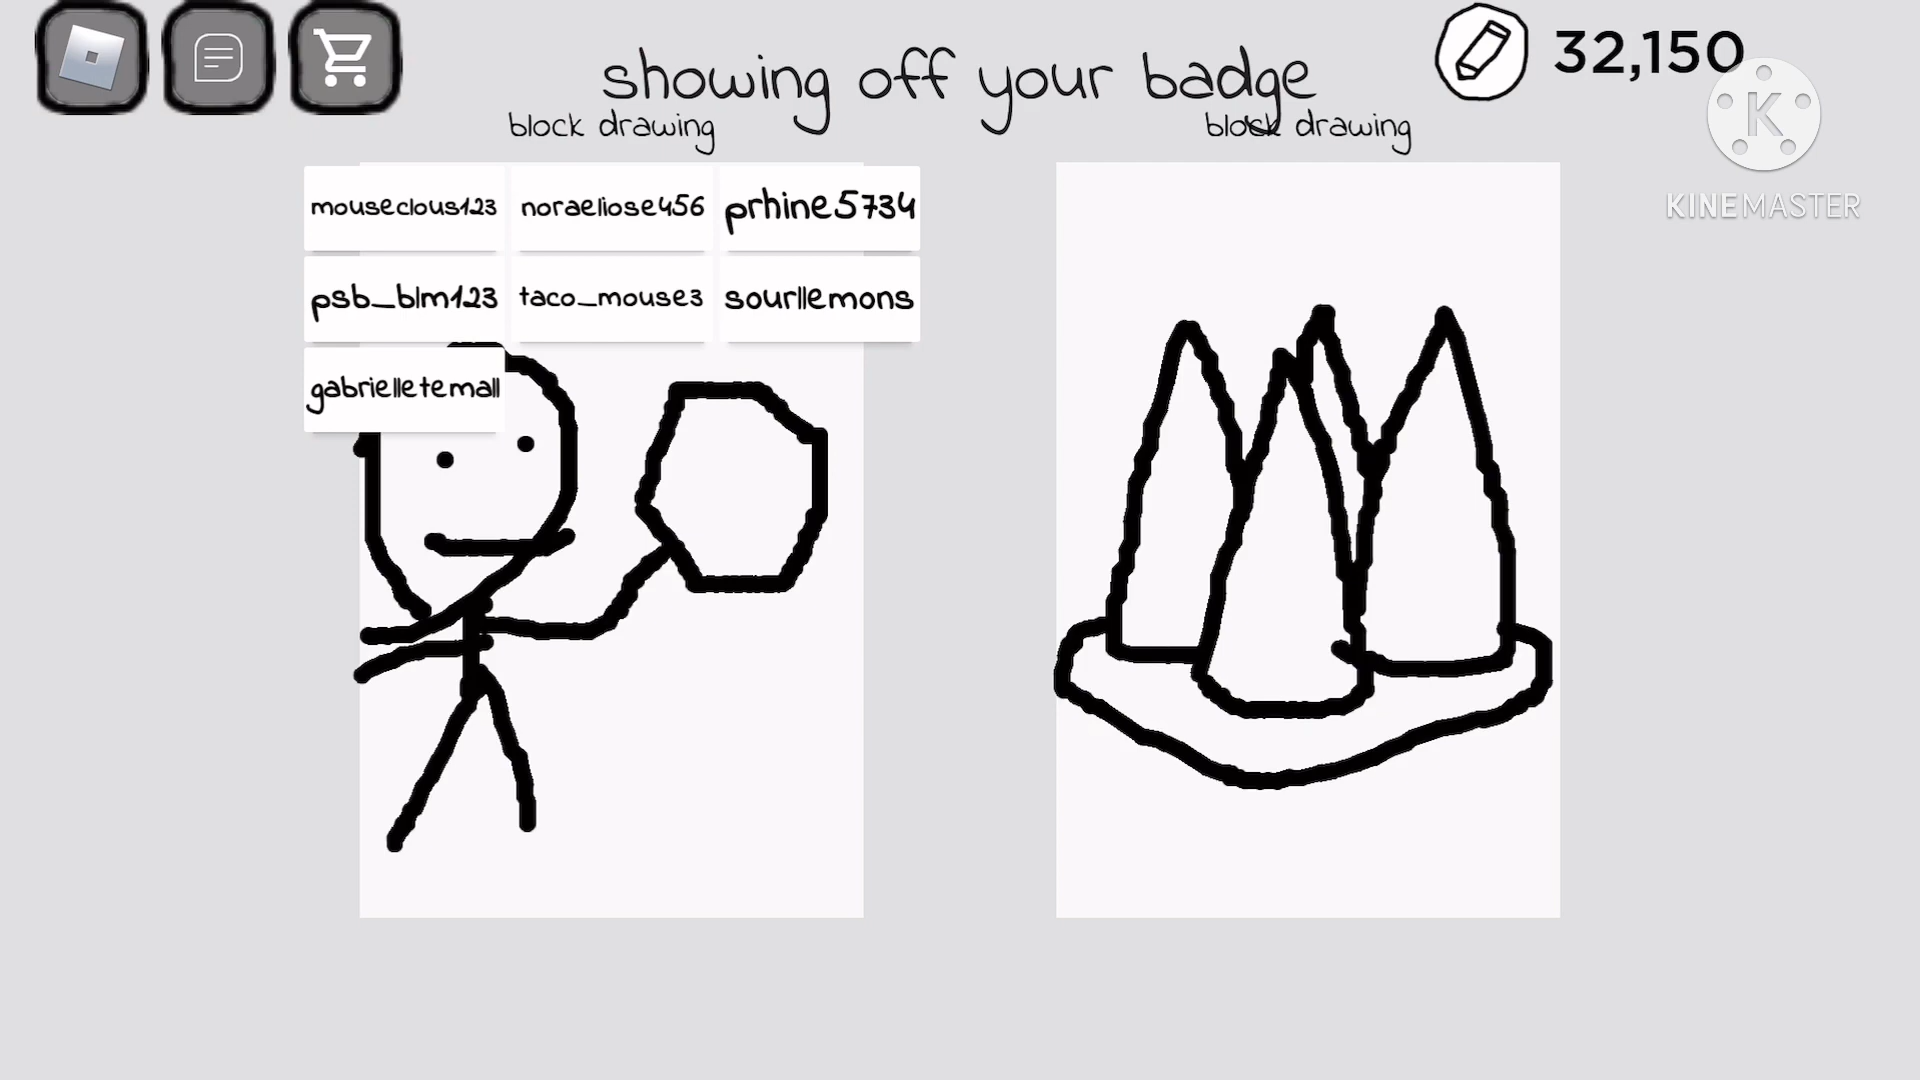 showing off your badge
32,150
block drawing
block drawing
K
KINEMASTER
mouseclous123 noraeliose456 prhine5734
psb_blm123 taco_mouse3 sourllemons
gabrielletemall